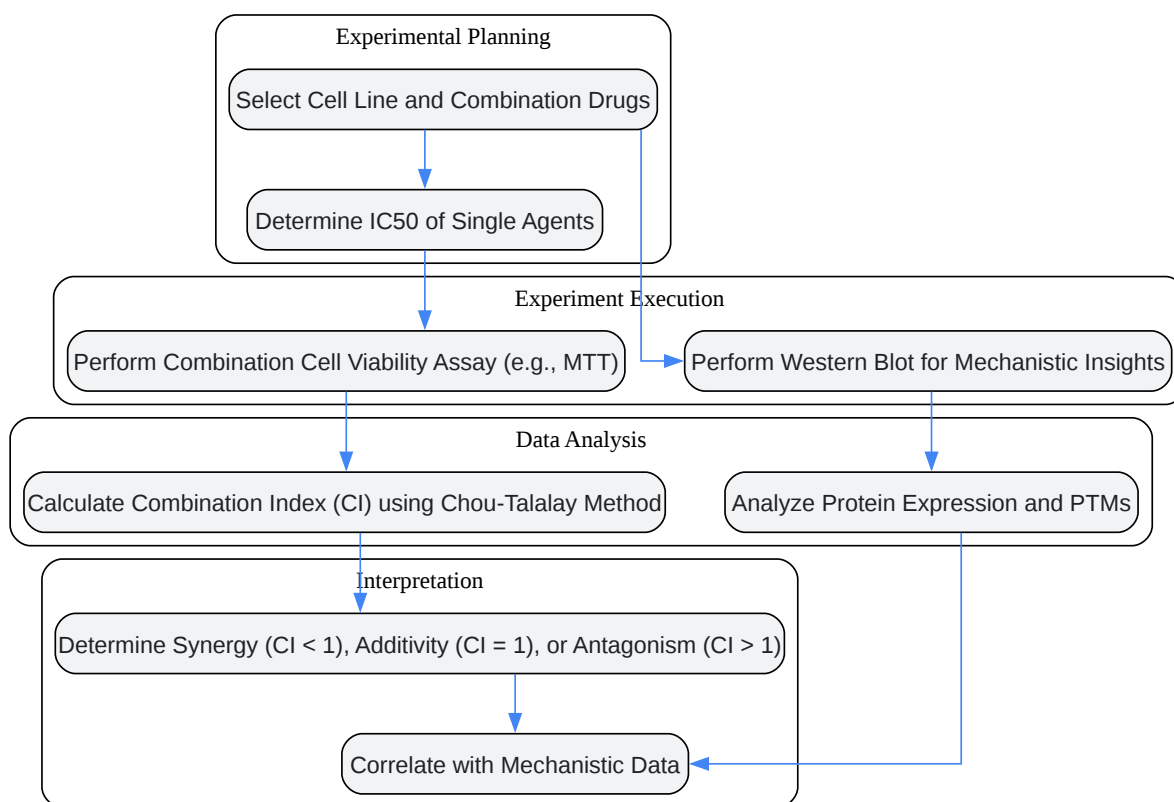 Experimental Planning
Select Cell Line and Combination Drugs
Determine IC50 of Single Agents
Experiment Execution
Perform Combination Cell Viability Assay (e.g., MTT)
Perform Western Blot for Mechanistic Insights
Data Analysis
Calculate Combination Index (CI) using Chou-Talalay Method
Analyze Protein Expression and PTMs
Interpretation
Determine Synergy (CI < 1), Additivity (CI = 1), or Antagonism (CI > 1)
Correlate with Mechanistic Data